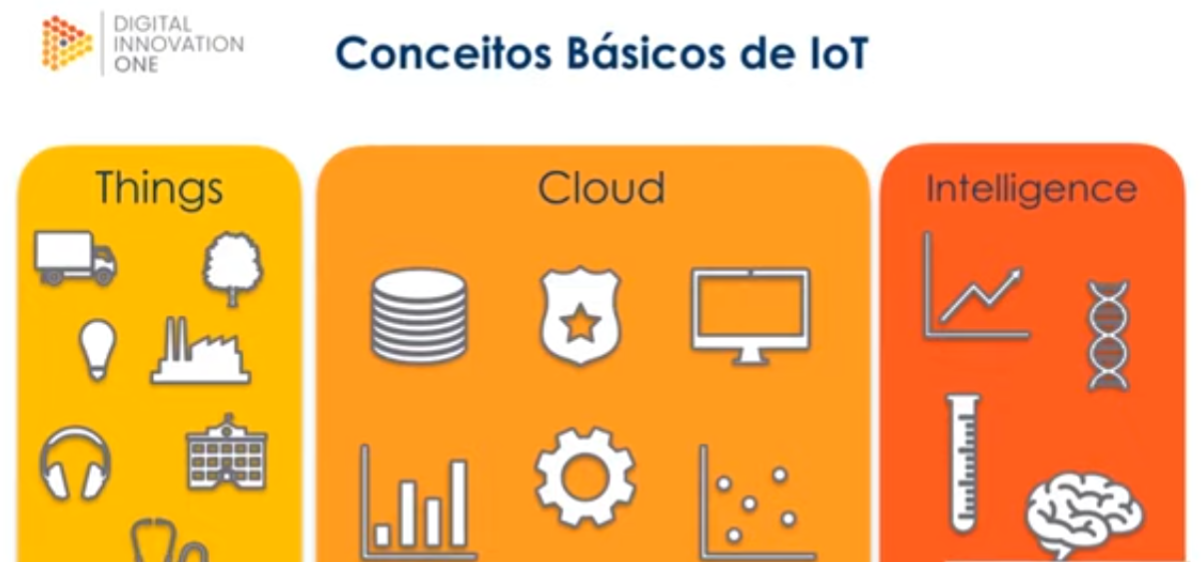 DIGITAL
INNOVATION
ONE
Conceitos Básicos de IoT
Things
Cloud
Intelligence